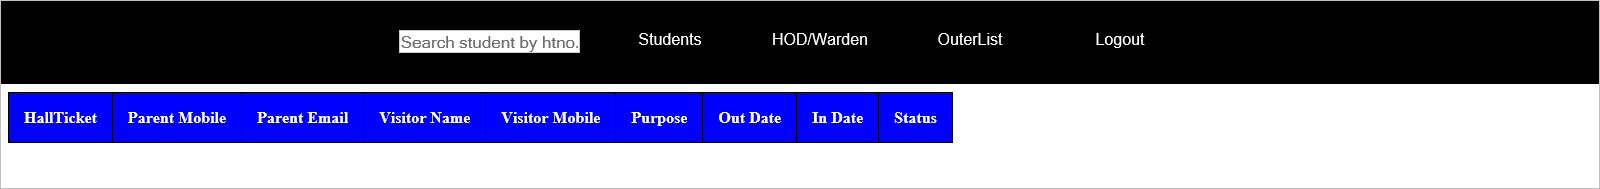 Search student by htno. Students HOD/Warden OuterList Logout
HallTicket Parent Mobile Parent Email Visitor Name Visitor Mobile Purpose Out Date In Date Status